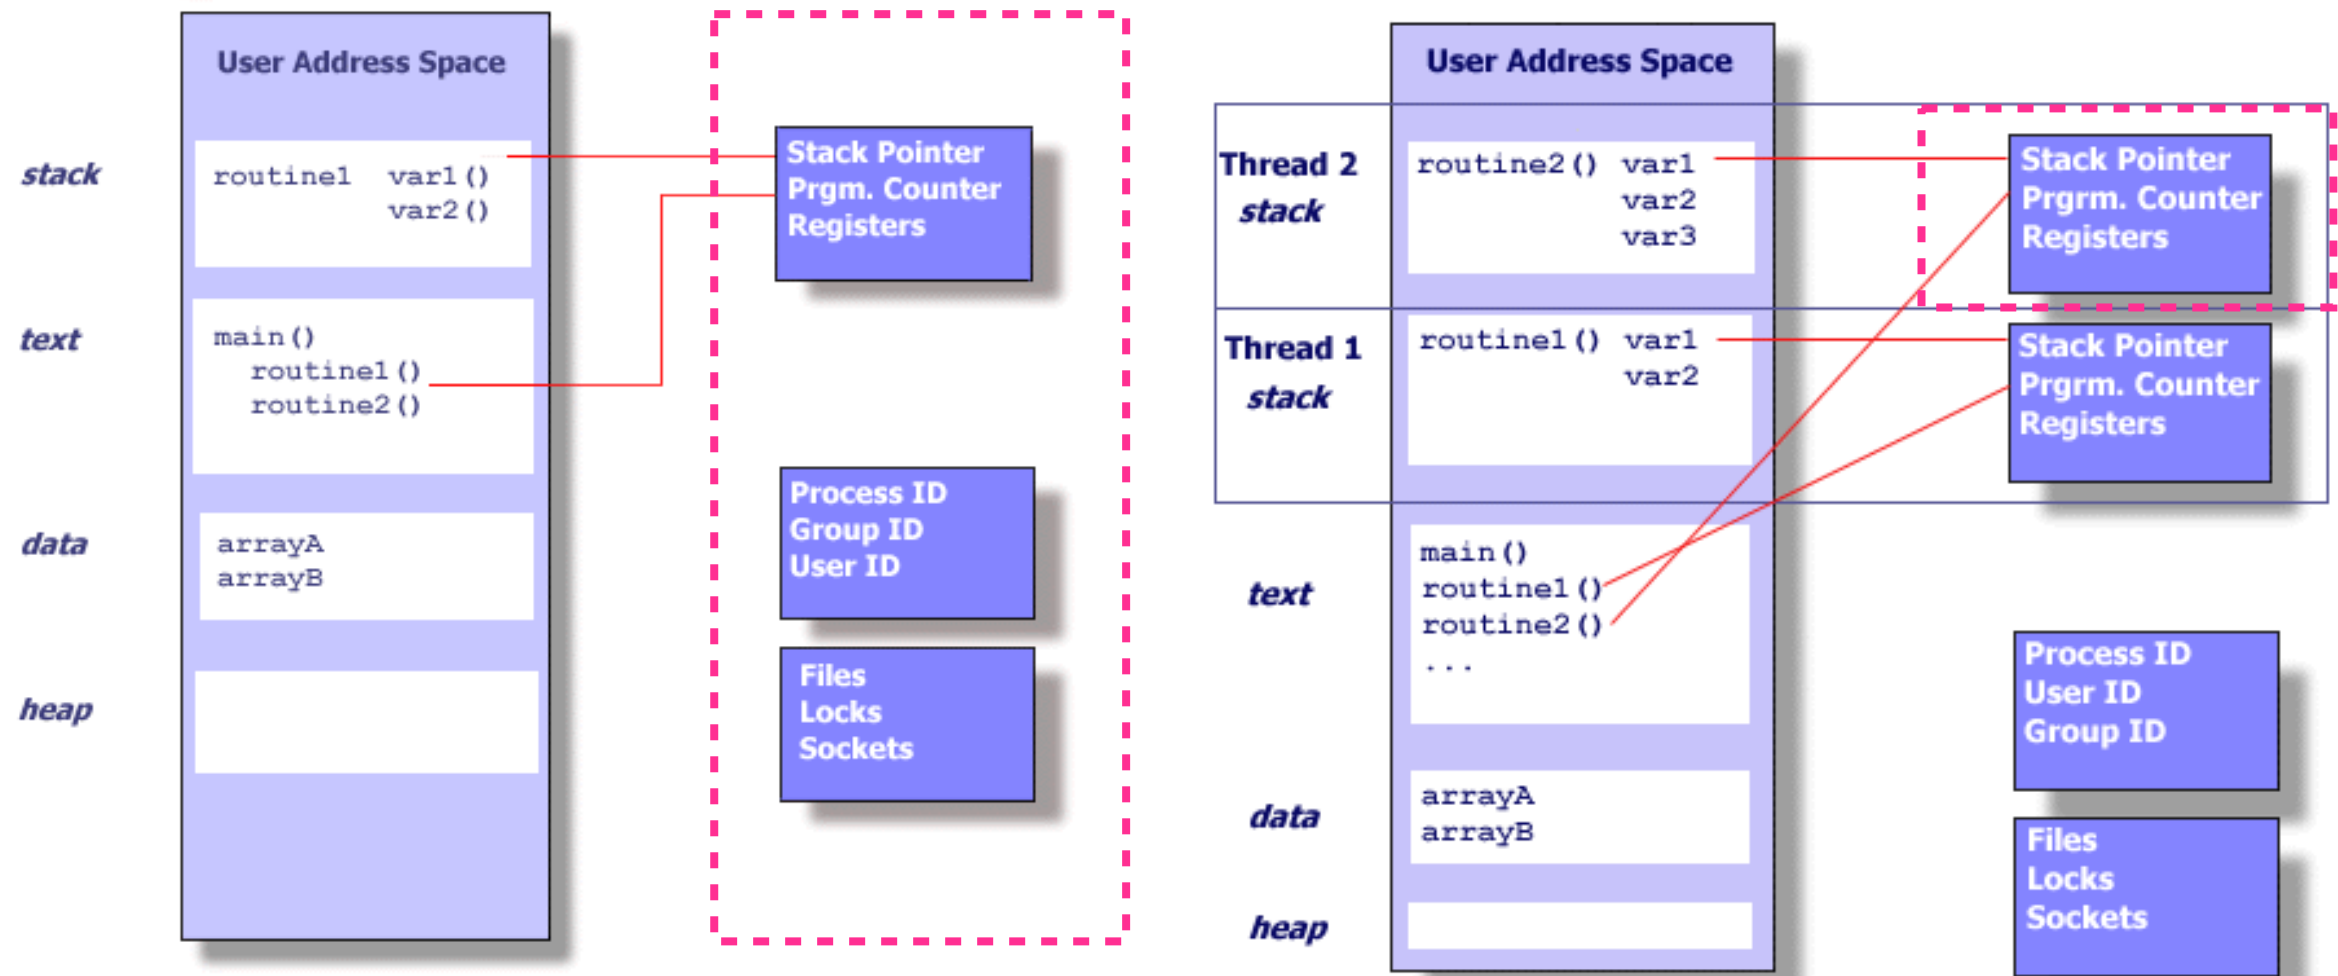 User Address Space
stack
routine1 var1()
var2()
text
main()
routine1()
routine2()
data
arrayA
arrayB
heap
Stack Pointer
Prgm. Counter
Registers
Process ID
Group ID
User ID
Files
Locks
Sockets
User Address Space
Thread 2
stack
routine2() var1
var2
var3
Stack Pointer
Prgrm. Counter
Registers
Thread 1
stack
routine1() var1
var2
Stack Pointer
Prgrm. Counter
Registers
text
main()
routine1()
routine2()
...
data
arrayA
arrayB
heap
Process ID
User ID
Group ID
Files
Locks
Sockets